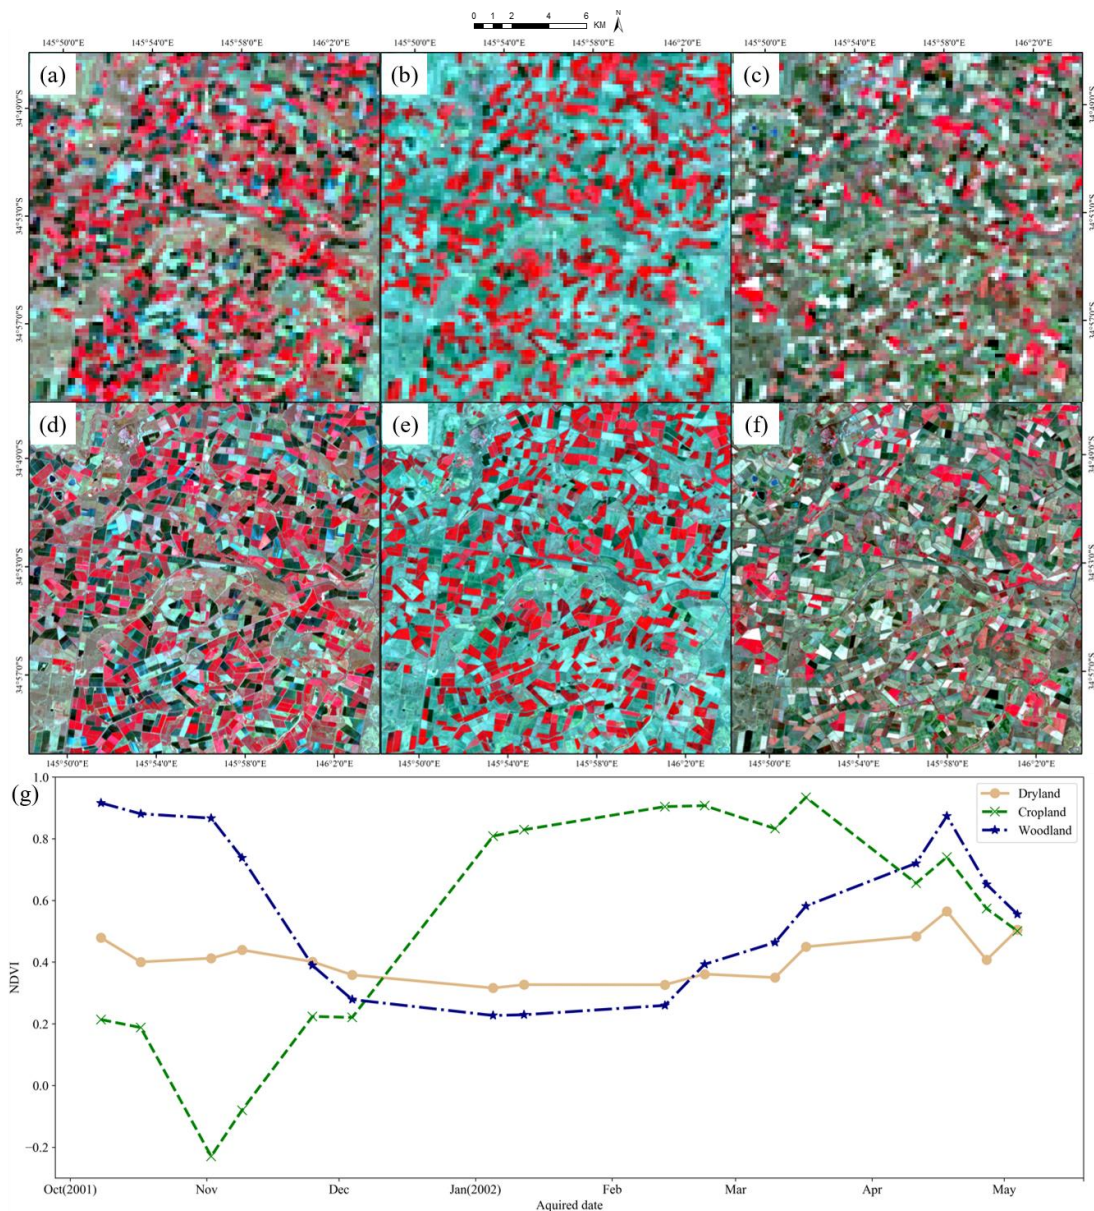 0 1 2 4 6
KM
N
145°50'0"E 145°54'0"E 145°58'0"E 146°2'0"E 145°50'0"E 145°54'0"E 145°58'0"E 146°2'0"E 145°50'0"E 145°54'0"E 145°58'0"E 146°2'0"E
(a) (b) (c)
34°49'0"S 34°49'0"S
34°53'0"S 34°53'0"S
34°57'0"S 34°57'0"S
(d) (e) (f)
34°49'0"S 34°49'0"S
34°53'0"S 34°53'0"S
34°57'0"S 34°57'0"S
145°50'0"E 145°54'0"E 145°58'0"E 146°2'0"E 145°50'0"E 145°54'0"E 145°58'0"E 146°2'0"E 145°50'0"E 145°54'0"E 145°58'0"E 146°2'0"E
(g)
1.0
0.8
0.6
0.4
0.2
0.0
−0.2
NDVI
Dryland
Cropland
Woodland
Oct(2001) Nov Dec Jan(2002) Feb Mar Apr May
Aquired date